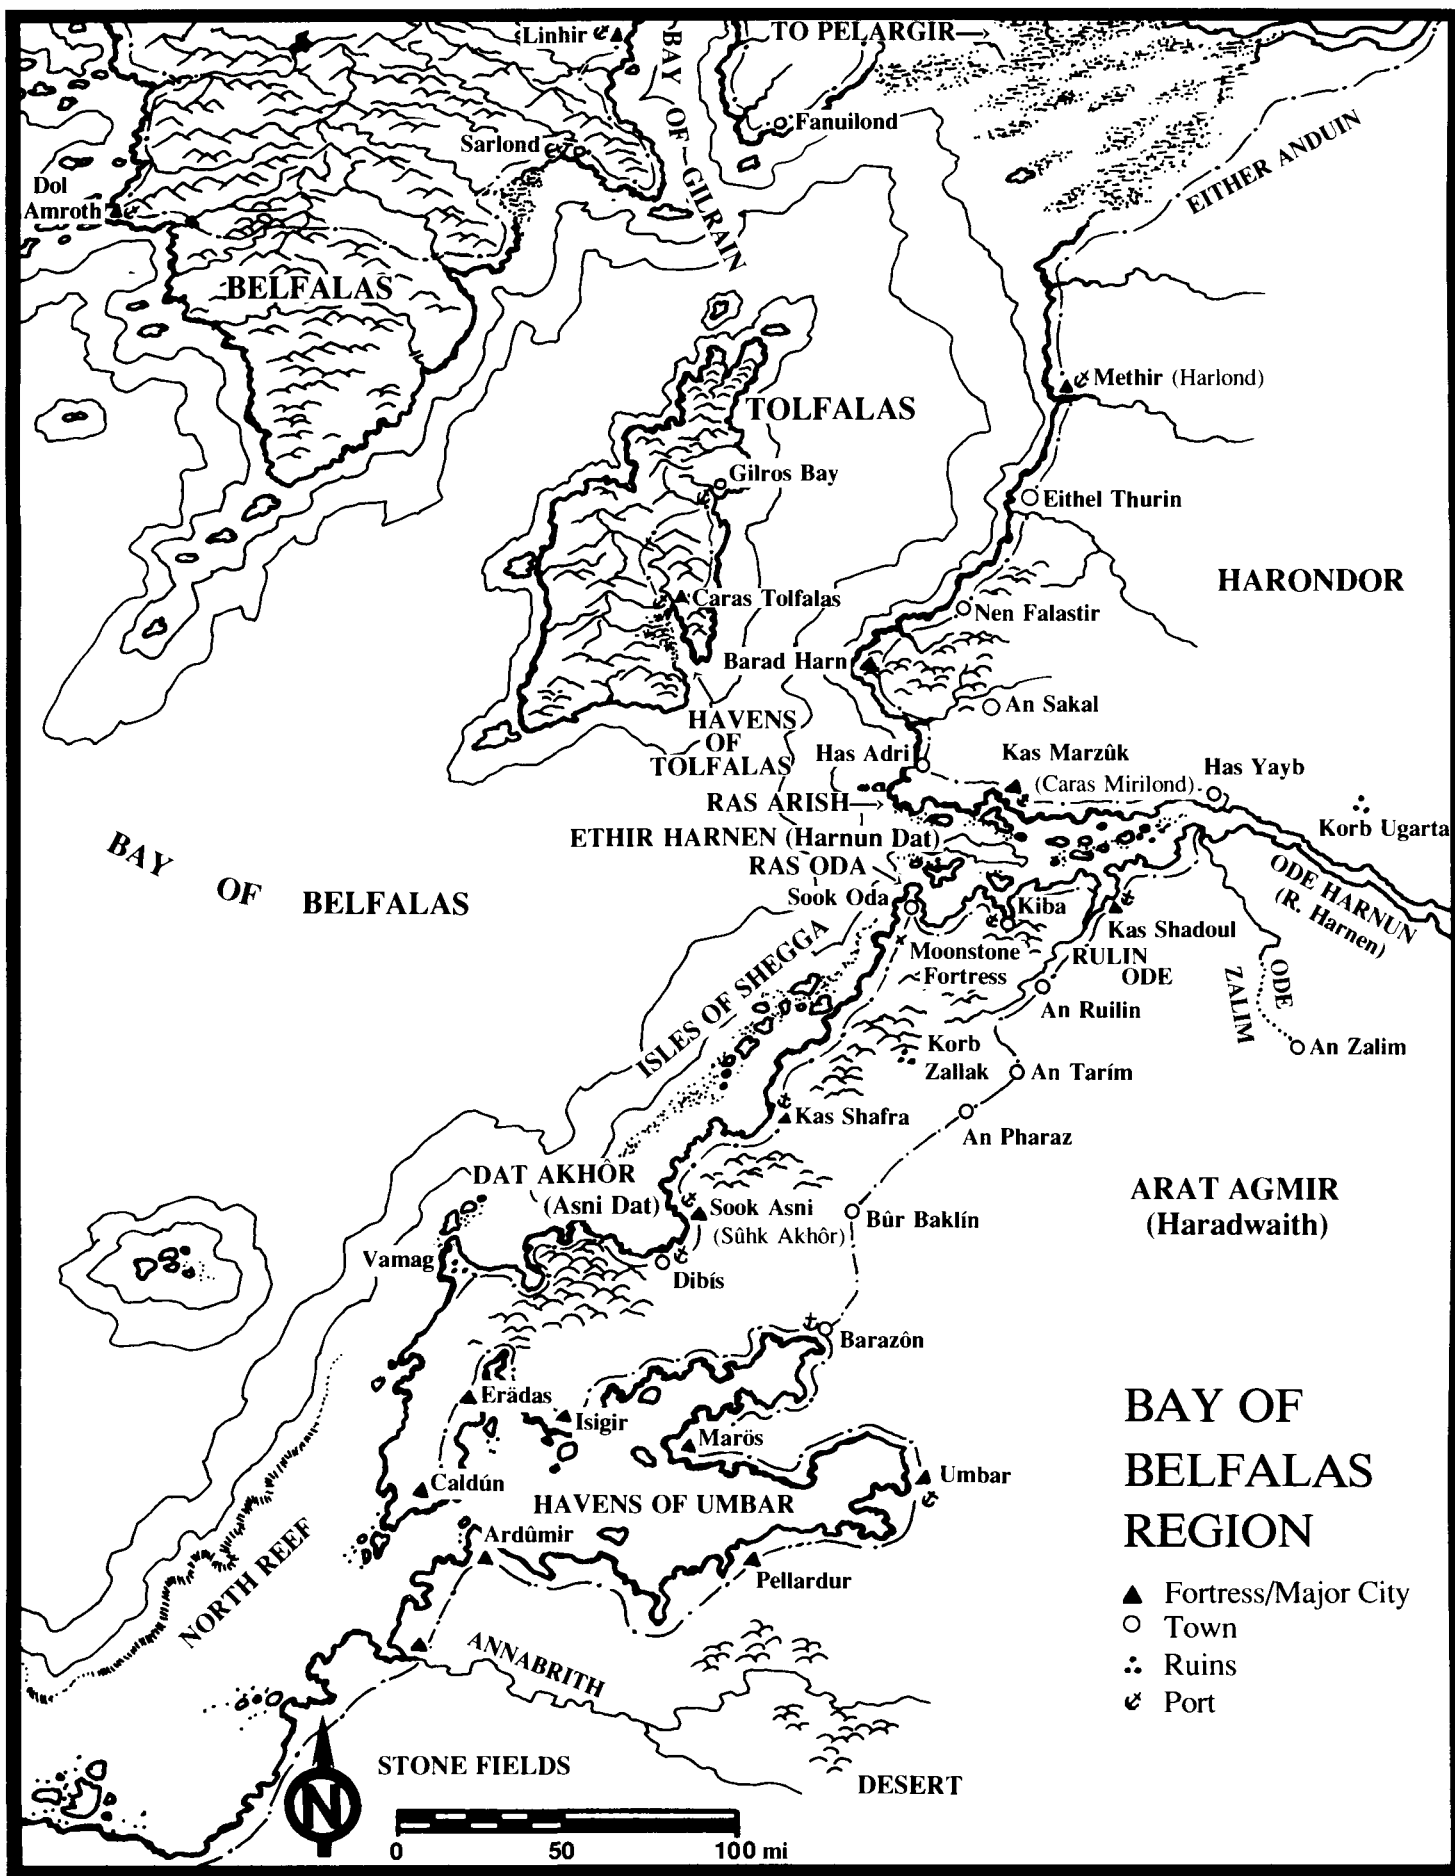 Linhir
BAY OF GILRAIN
TO PELARGIR
Fanuilond
Sarlond
EITHER ANDUIN
Dol
Amroth
BELFALAS
Methir (Harlond)
TOLFALAS
Gilros Bay
Eithel Thurin
HARONDOR
Caras Tolfalas
Nen Falastir
Barad Harn
An Sakal
HAVENS
OF
TOLFALAS
Has Adri
Kas Marzûk
(Caras Mirilond)
Has Yayb
RAS ARISH
Korb Ugarta
ETHIR HARNEN (Harnun Dat)
RAS ODA
BAY OF BELFALAS
Sook Oda
Kiba
ODE HARNUN
(R. Harnen)
Kas Shadoul
Moonstone
Fortress
RULIN
ODE
ISLES OF SHEGGA
ODE
ZALIM
An Ruilin
Korb
Zallak
An Zalim
An Tarím
Kas Shafra
An Pharaz
DAT AKHÔR
(Asni Dat)
Sook Asni
(Sûhk Akhôr)
Bûr Baklín
ARAT AGMIR
(Haradwaith)
Vamag
Dibís
Barazôn
Erädas
Isigir
Marös
BAY OF
BELFALAS
REGION
Caldún
Umbar
HAVENS OF UMBAR
Ardûmir
NORTH REEF
Pellardur
Fortress/Major City
Town
Ruins
Port
ANNABRITH
STONE FIELDS
DESERT
N
0 50 100 mi